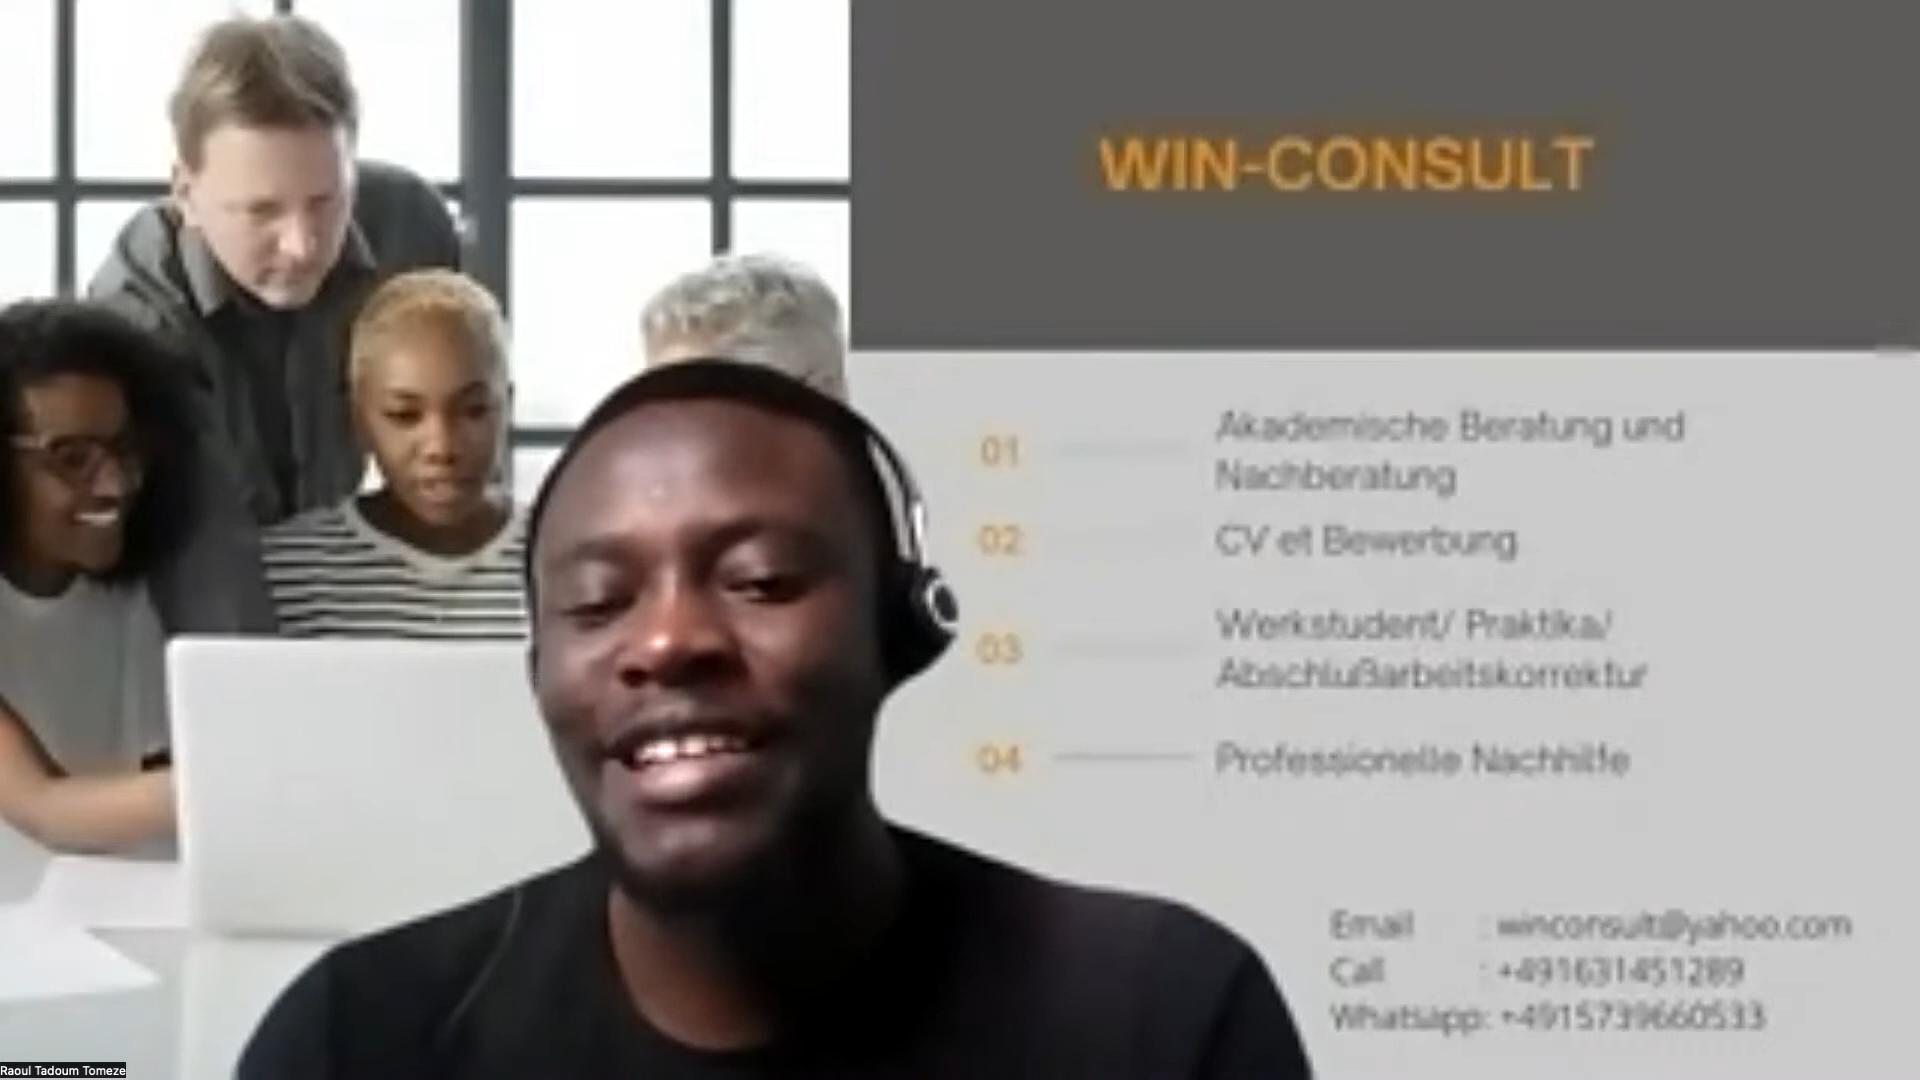 WIN-CONSULT
01
Akademische Beratung und
Nachberatung
02
CV et Bewerbung
03
Werkstudent/ Praktika/
Abschlußarbeitskorrektur
04
Professionelle Nachhilfe
Email : winconsult@yahoo.com
Call : +491631451289
Whatsapp: +4915739660533
Raoul Tadoum Tomeze